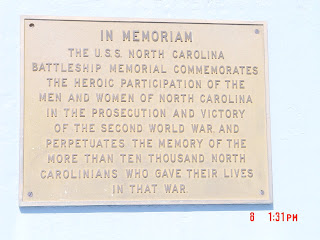 IN MEMORIAM
THE U.S.S. NORTH CAROLINA
BATTLESHIP MEMORIAL COMMEMORATES
THE HEROIC PARTICIPATION OF THE
MEN AND WOMEN OF NORTH CAROLINA
IN THE PROSECUTION AND VICTORY
OF THE SECOND WORLD WAR, AND
PERPETUATES THE MEMORY OF THE
MORE THAN TEN THOUSAND NORTH
CAROLINIANS WHO GAVE THEIR LIVES
IN THAT WAR.
8 1:31PM